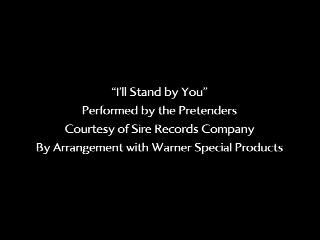 “I'll Stand by You”
Performed by the Pretenders
Courtesy of Sire Records Company
By Arrangement with Warner Special Products